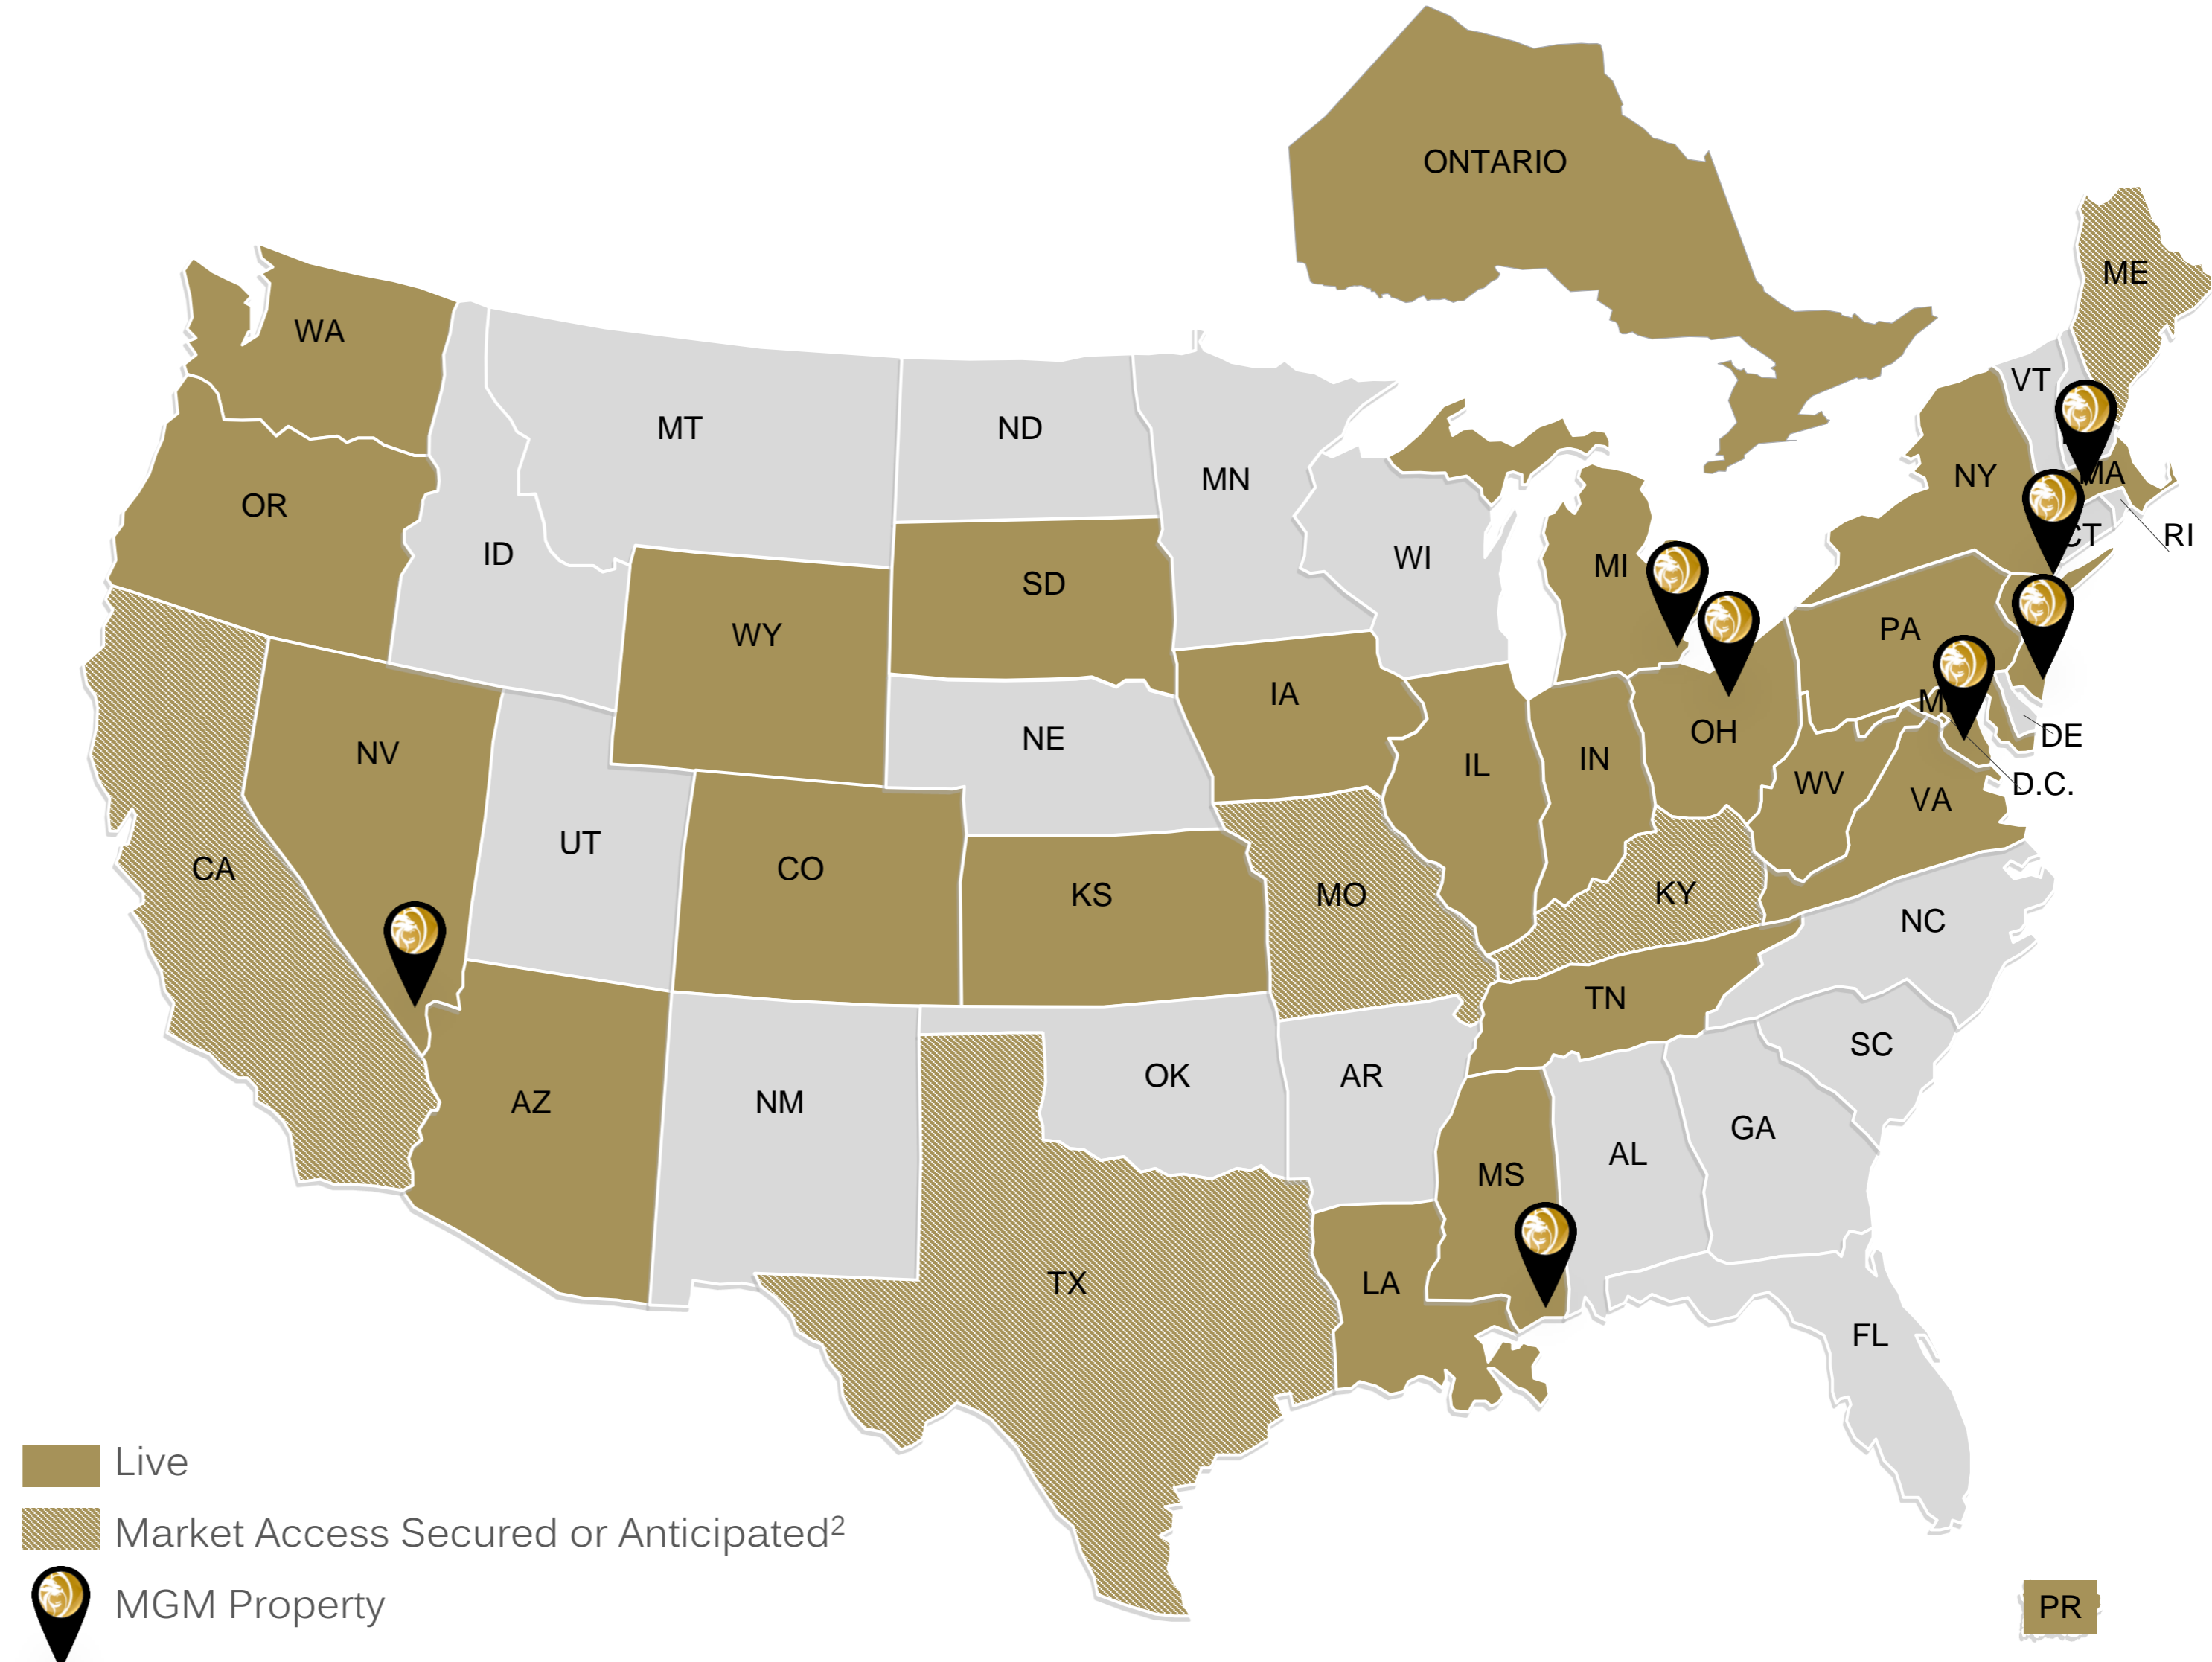 ONTARIO
ME
WA
VT
MT
ND
NY
MA
MN
OR
CT
RI
ID
WI
MI
SD
PA
WY
IA
DE
NE
OH
NV
IN
IL
WV
D.C.
VA
UT
CO
CA
KS
MO
KY
NC
TN
SC
OK
AR
AZ
NM
GA
AL
MS
TX
LA
FL
Live
Market Access Secured or Anticipated²
MGM Property
PR